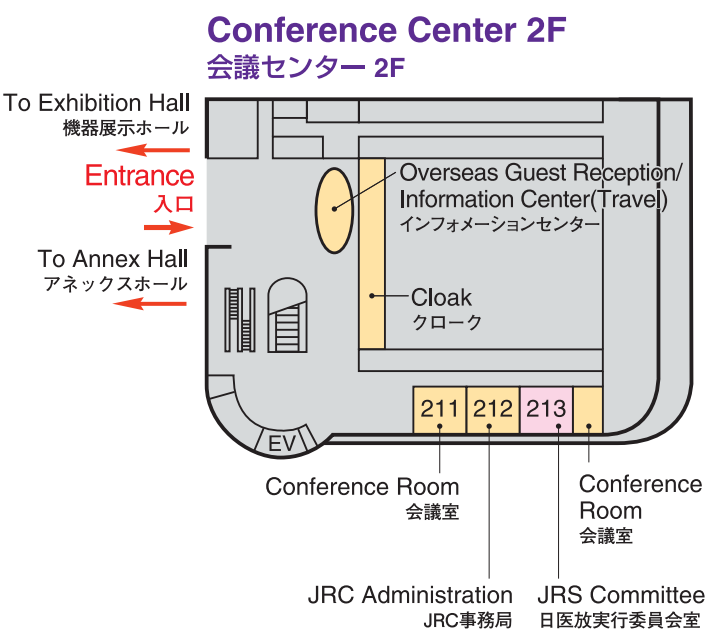 Conference Center 2F
会議センター 2F
To Exhibition Hall
機器展示ホール
Entrance
入口
To Annex Hall
アネックスホール
Overseas Guest Reception/
Information Center(Travel)
インフォメーションセンター
Cloak
クローク
211
212
213
EV
Conference Room
会議室
Conference
Room
会議室
JRC Administration
JRC事務局
JRS Committee
日医放実行委員会室